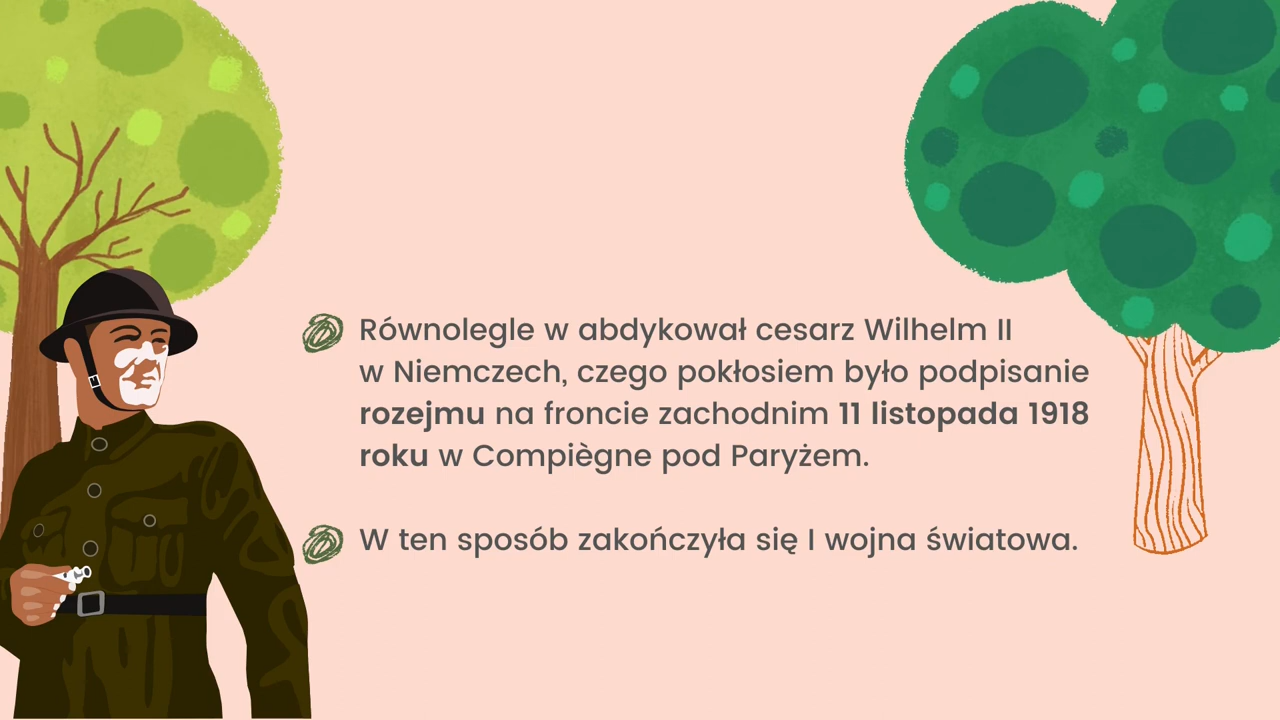 Równolegle w abdykował cesarz Wilhelm II
w Niemczech, czego pokłosiem było podpisanie
rozejmu na froncie zachodnim 11 listopada 1918
roku w Compiègne pod Paryżem.
W ten sposób zakończyła się I wojna światowa.